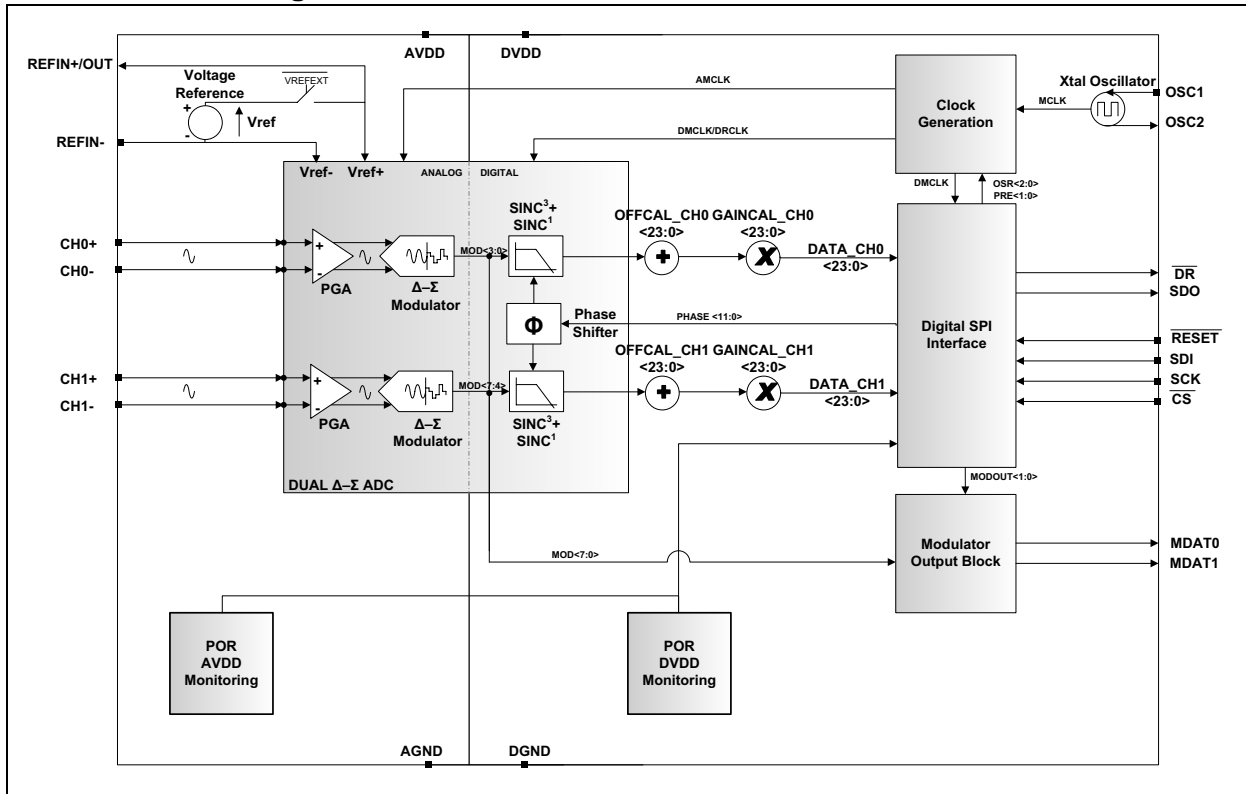 AVDD
DVDD
REFIN+/OUT
Voltage
Reference
VREFEXT
+
-
Vref
REFIN-
AMCLK
Clock
Generation
Xtal Oscillator
MCLK
OSC1
OSC2
DMCLK/DRCLK
Vref-
Vref+
ANALOG
DIGITAL
DMCLK
OSR<2:0>
PRE<1:0>
SINC³+
SINC¹
OFFCAL_CH0
<23:0>
GAINCAL_CH0
<23:0>
DATA_CH0
<23:0>
CH0+
CH0-
+
-
PGA
Δ–Σ
Modulator
MOD<3:0>
+
X
Φ
Phase
Shifter
PHASE <11:0>
Digital SPI
Interface
DR
SDO
RESET
SDI
SCK
CS
OFFCAL_CH1
<23:0>
GAINCAL_CH1
<23:0>
DATA_CH1
<23:0>
CH1+
CH1-
+
-
PGA
Δ–Σ
Modulator
MOD<7:4>
SINC³+
SINC¹
+
X
DUAL Δ–Σ ADC
MODOUT<1:0>
MOD<7:0>
Modulator
Output Block
MDAT0
MDAT1
POR
AVDD
Monitoring
POR
DVDD
Monitoring
AGND
DGND